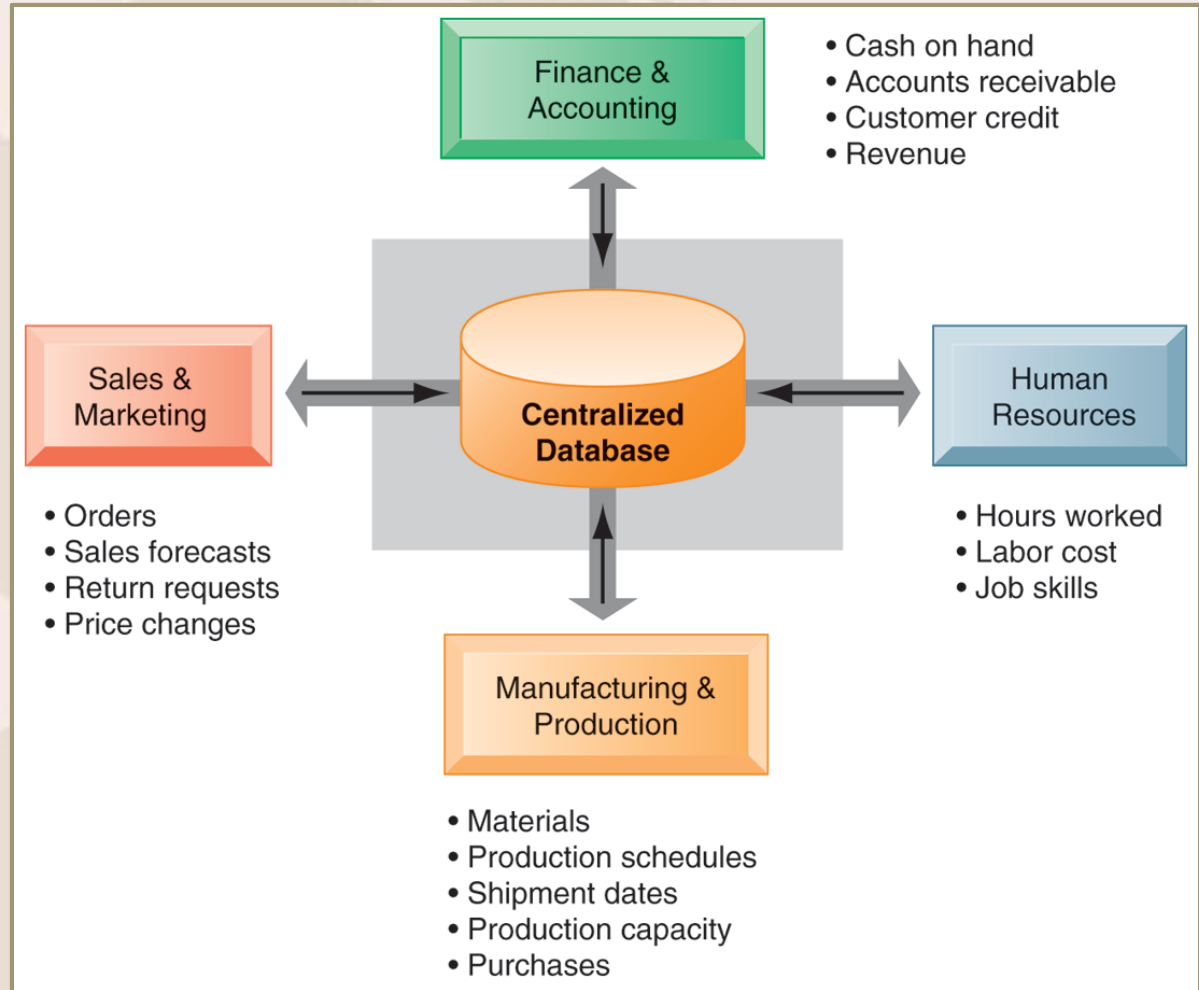 Finance &
Accounting
• Cash on hand
• Accounts receivable
• Customer credit
• Revenue
Sales &
Marketing
• Orders
• Sales forecasts
• Return requests
• Price changes
Centralized
Database
Human
Resources
• Hours worked
• Labor cost
• Job skills
Manufacturing &
Production
• Materials
• Production schedules
• Shipment dates
• Production capacity
• Purchases